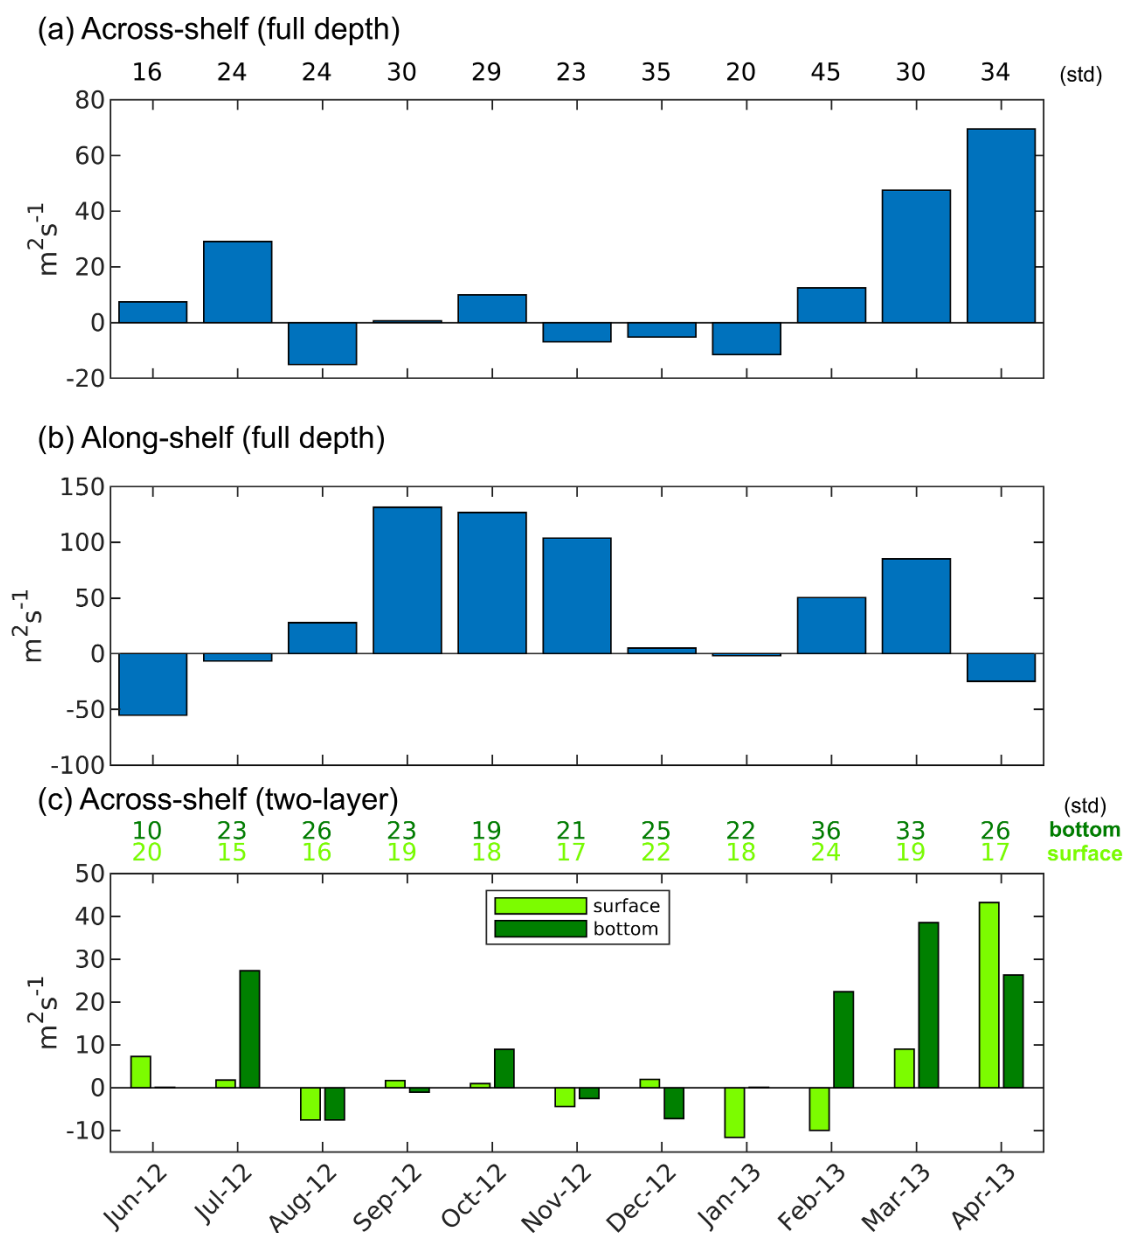 (a) Across-shelf (full depth)
16 24 24 30 29 23 35 20 45 30 34 (std)
80
60
40
20
0
-20
m²s⁻¹
(b) Along-shelf (full depth)
150
100
50
0
-50
-100
m²s⁻¹
(c) Across-shelf (two-layer)
(std)
10 23 26 23 19 21 25 22 36 33 26 bottom
20 15 16 19 18 17 22 18 24 19 17 surface
50
40
30
20
10
0
-10
m²s⁻¹
surface
bottom
Jun-12 Jul-12 Aug-12 Sep-12 Oct-12 Nov-12 Dec-12 Jan-13 Feb-13 Mar-13 Apr-13